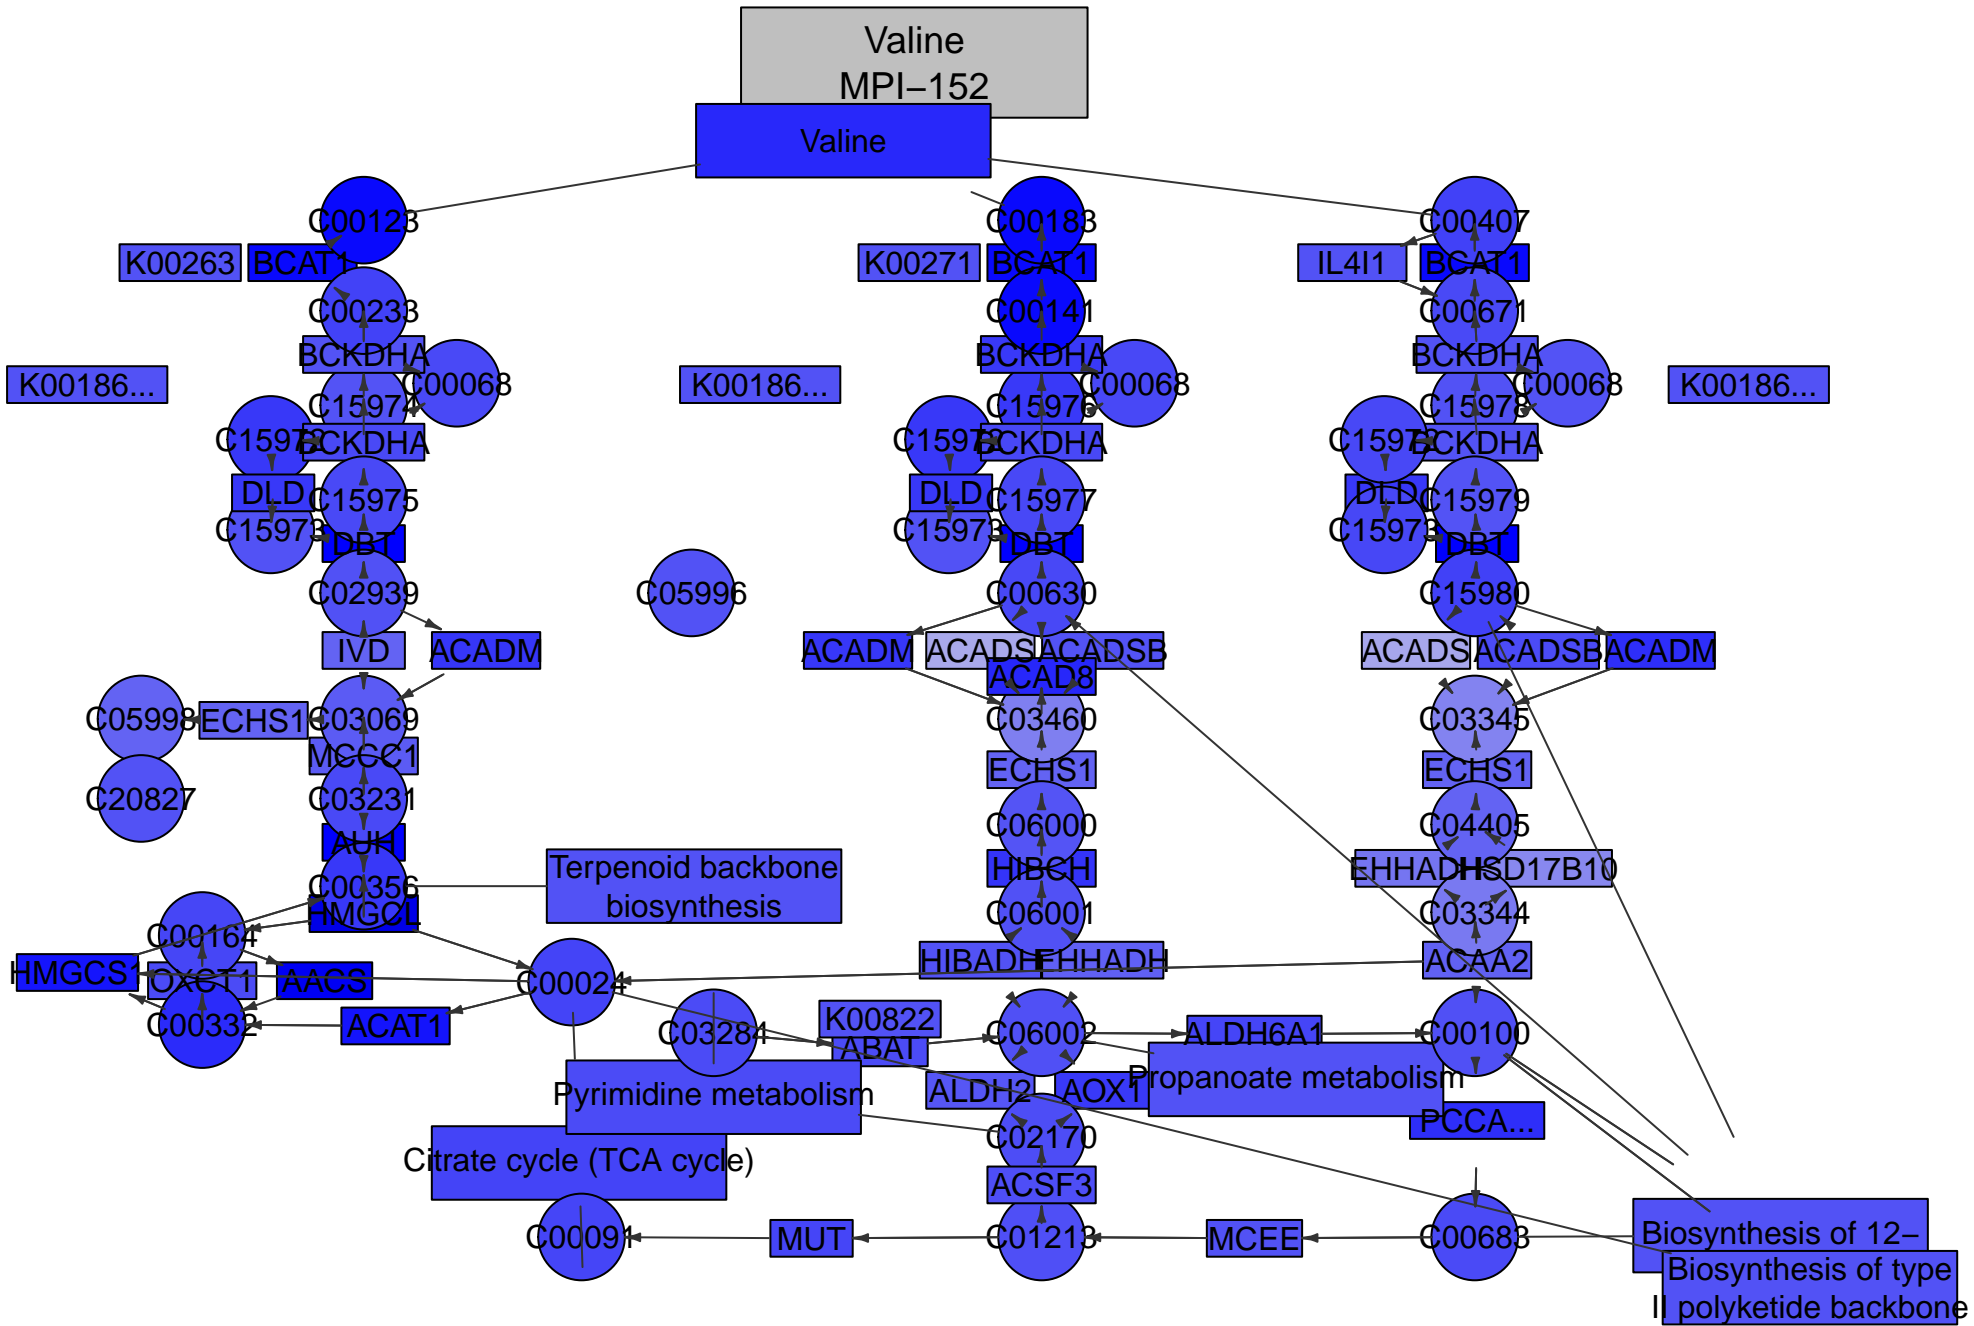 Valine
MPI−152
Valine
C00123
C00183
C00407
K00263
BCAT1
K00271
BCAT1
IL4I1
BCAT1
C00233
C00141
C00671
BCKDHA
BCKDHA
BCKDHA
K00186...
C00068
K00186...
C00068
C00068
K00186...
C15974
C15976
C15978
C15972
BCKDHA
C15972
BCKDHA
C15972
BCKDHA
DLD
C15975
DLD
C15977
DLD
C15979
C15973
DBT
C15973
DBT
C15973
DBT
C02939
C05996
C00630
C15980
IVD
ACADM
ACADM
ACADS
ACADSB
ACADS
ACADSB
ACADM
ACAD8
C05998
ECHS1
C03069
C03460
C03345
MCCC1
ECHS1
ECHS1
C20827
C03231
C06000
C04405
AUH
HIBCH
EHHADH
HSD17B10
C00356
Terpenoid backbone
biosynthesis
HMGCL
C06001
C03344
C00164
HIBADH
EHHADH
ACAA2
HMGCS1
OXCT1
AACS
C00024
C00332
ACAT1
C03284
K00822
ABAT
C06002
ALDH6A1
C00100
Pyrimidine metabolism
ALDH2
AOX1
Propanoate metabolism
PCCA...
C02170
Citrate cycle (TCA cycle)
ACSF3
C00091
MUT
C01213
MCEE
C00683
Biosynthesis of 12−
Biosynthesis of type
II polyketide backbone